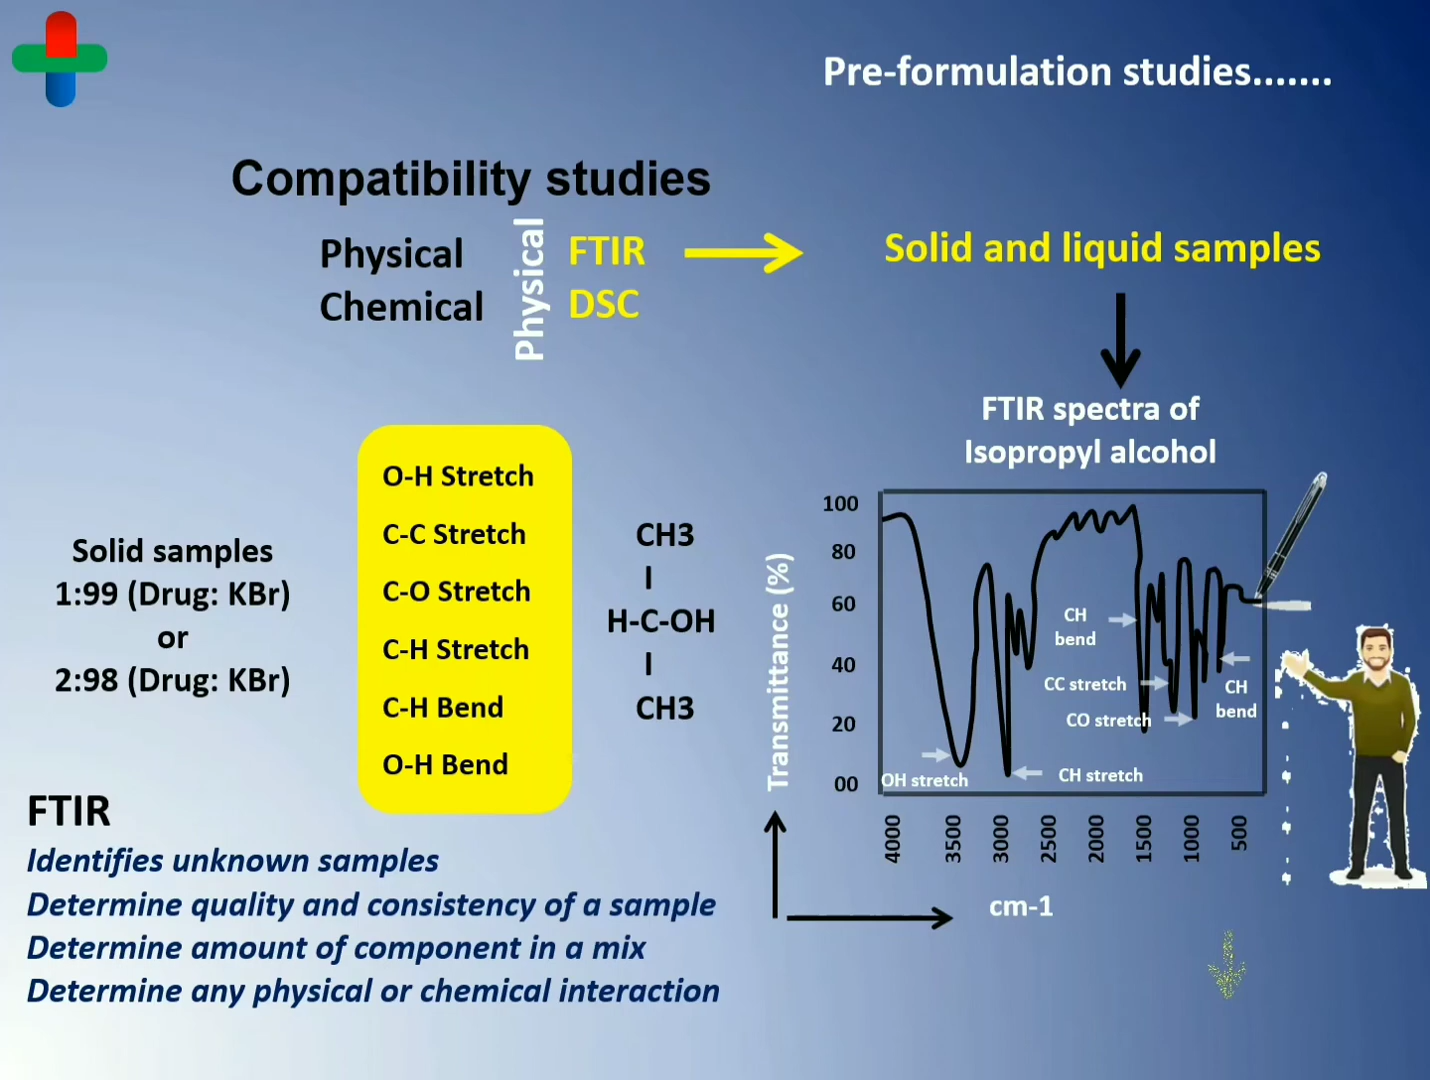 Pre-formulation studies.......
Compatibility studies
Physical
Chemical
Physical
FTIR
DSC
Solid and liquid samples
FTIR spectra of
Isopropyl alcohol
Solid samples
1:99 (Drug: KBr)
or
2:98 (Drug: KBr)
O-H Stretch
C-C Stretch
C-O Stretch
C-H Stretch
C-H Bend
O-H Bend
CH3
I
H-C-OH
I
CH3
Transmittance (%)
100
80
60
40
20
00
CH
bend
CC stretch
CO stretch
CH
bend
OH stretch
CH stretch
4000
3500
3000
2500
2000
1500
1000
500
cm-1
FTIR
Identifies unknown samples
Determine quality and consistency of a sample
Determine amount of component in a mix
Determine any physical or chemical interaction